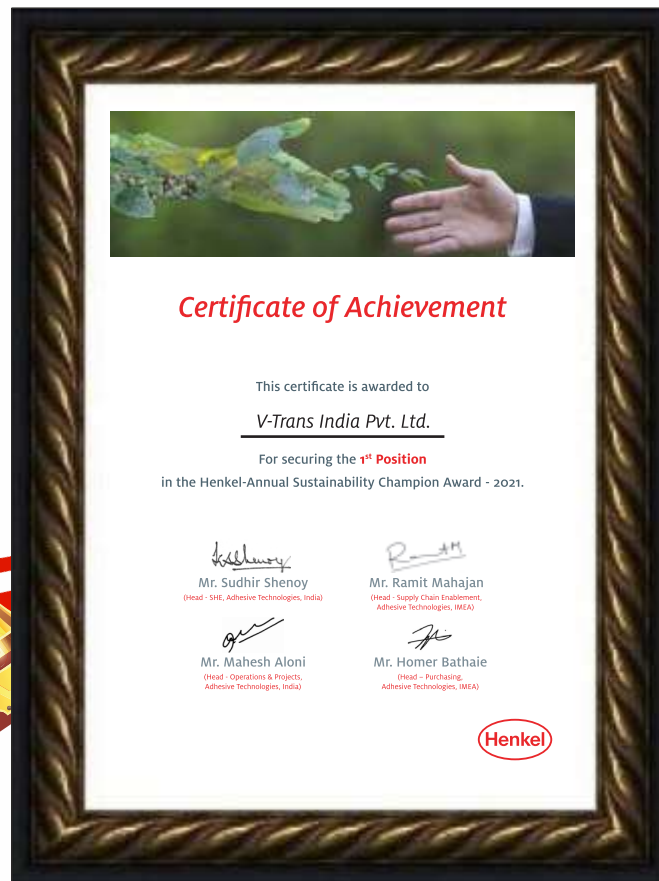 Certificate of Achievement
This certificate is awarded to
V-Trans India Pvt. Ltd.
For securing the 1st Position
in the Henkel-Annual Sustainability Champion Award - 2021.
Mr. Sudhir Shenoy
(Head - SHE, Adhesive Technologies, India)
Mr. Ramit Mahajan
(Head - Supply Chain Enablement,
Adhesive Technologies, IMEA)
Mr. Mahesh Aloni
(Head - Operations & Projects,
Adhesive Technologies, India)
Mr. Homer Bathaie
(Head – Purchasing,
Adhesive Technologies, IMEA)
Henkel